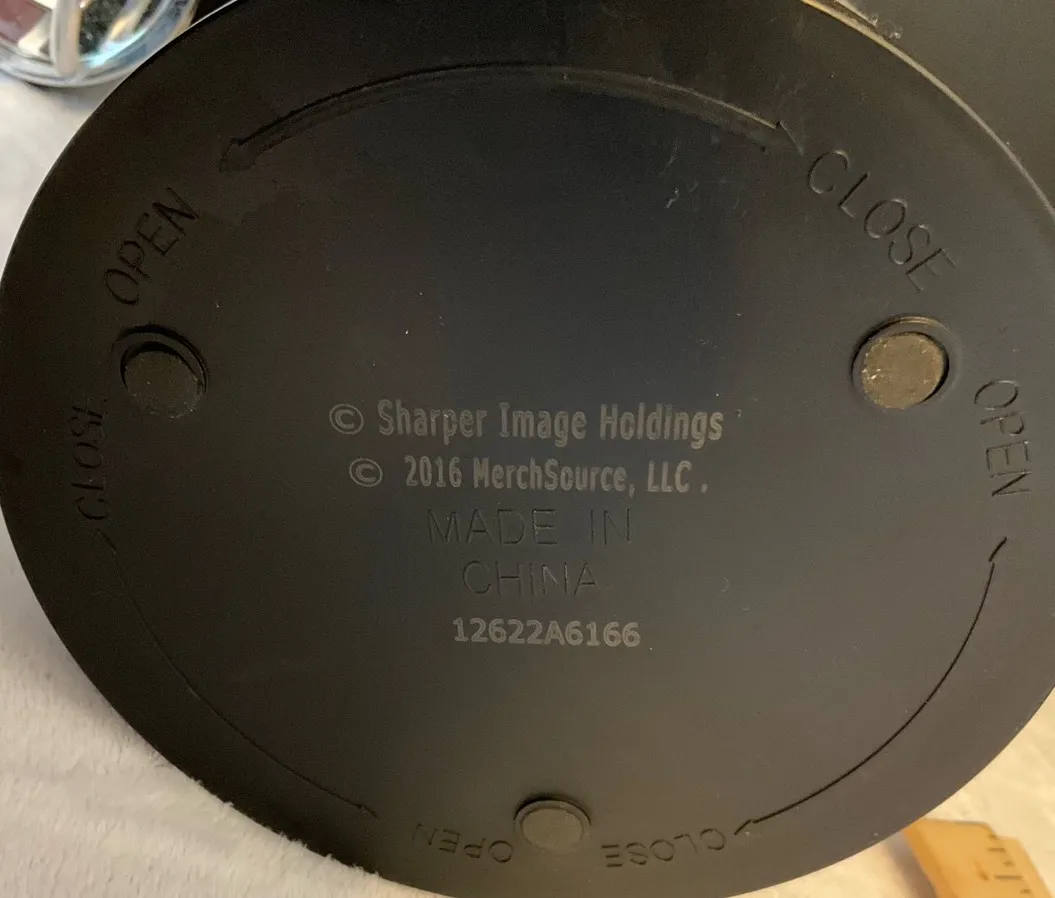 OPEN
CLOSE
OPEN
CLOSE
© Sharper Image Holdings
© 2016 MerchSource, LLC .
MADE IN
CHINA
12622A6166
OPEN
CLOSE